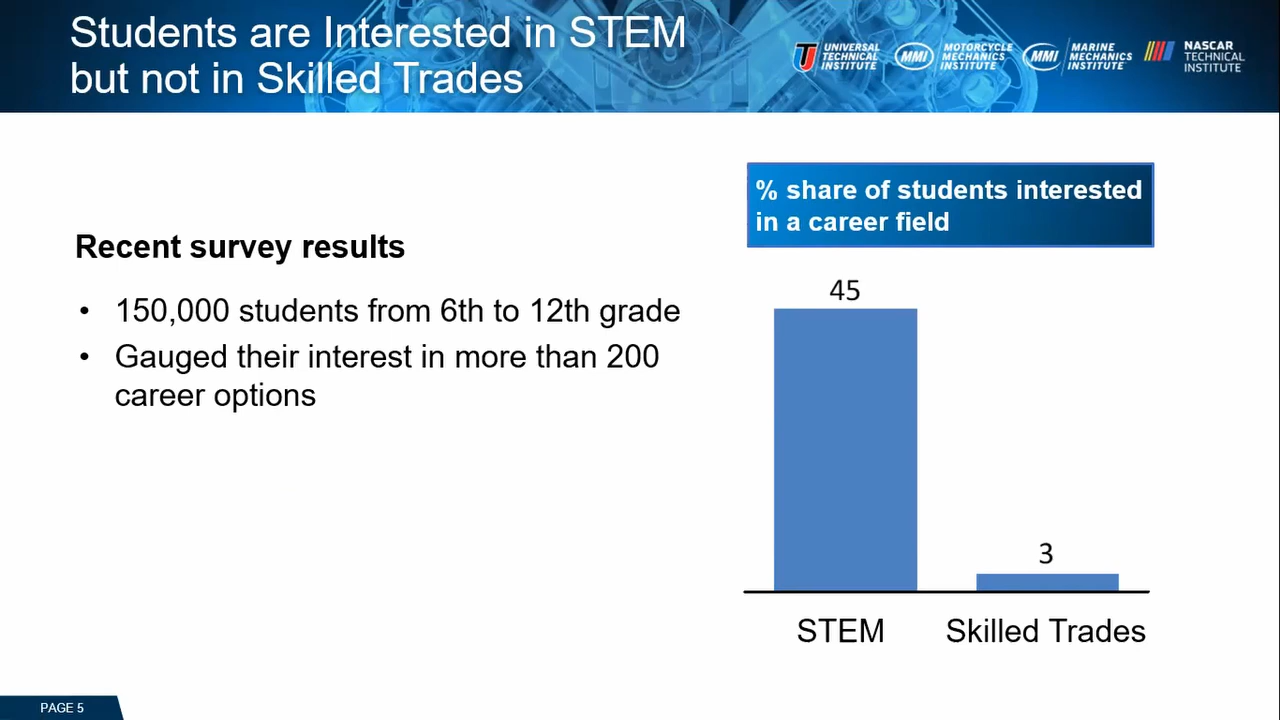 Students are Interested in STEM
but not in Skilled Trades
UNIVERSAL
TECHNICAL
INSTITUTE
MMI
MOTORCYCLE
MECHANICS
INSTITUTE
MMI
MARINE
MECHANICS
INSTITUTE
NASCAR
TECHNICAL
INSTITUTE
Recent survey results
• 150,000 students from 6th to 12th grade
• Gauged their interest in more than 200
career options
% share of students interested
in a career field
45
3
STEM
Skilled Trades
PAGE 5